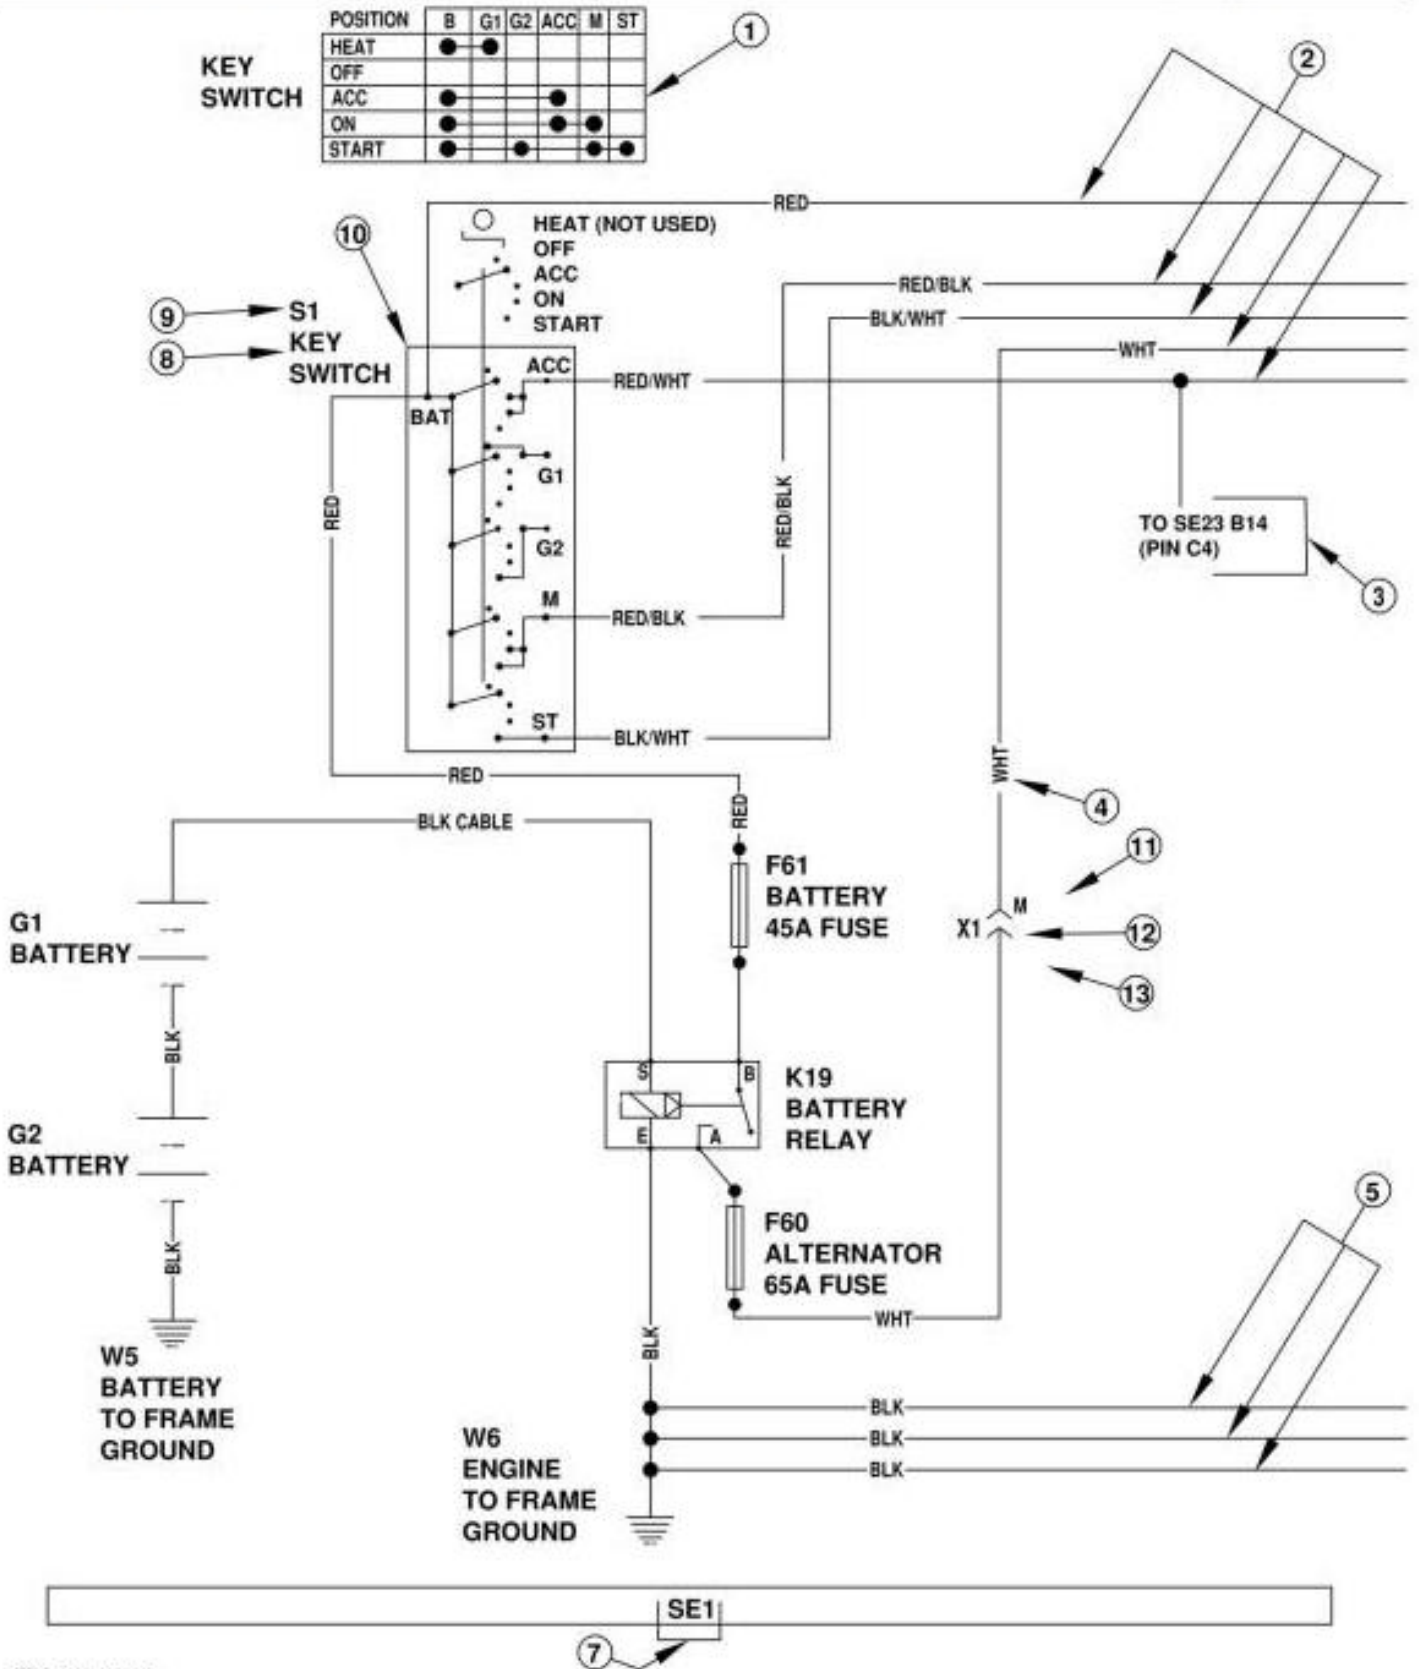 POSITION B G1 G2 ACC M ST
HEAT
OFF
ACC
ON
START
KEY
SWITCH
1
2
RED
10
HEAT (NOT USED)
OFF
ACC
ON
START
RED/BLK
BLK/WHT
WHT
9
S1
8
KEY
SWITCH
ACC
RED/WHT
BAT
G1
RED
RED/BLK
TO SE23 B14
(PIN C4)
G2
3
M
RED/BLK
ST
BLK/WHT
WHT
RED
4
BLK CABLE
RED
11
F61
BATTERY
45A FUSE
M
X1
12
13
G1
BATTERY
BLK
S
B
K19
BATTERY
RELAY
E
A
G2
BATTERY
5
F60
ALTERNATOR
65A FUSE
BLK
WHT
BLK
W5
BATTERY
TO FRAME
GROUND
BLK
BLK
BLK
W6
ENGINE
TO FRAME
GROUND
SE1
7